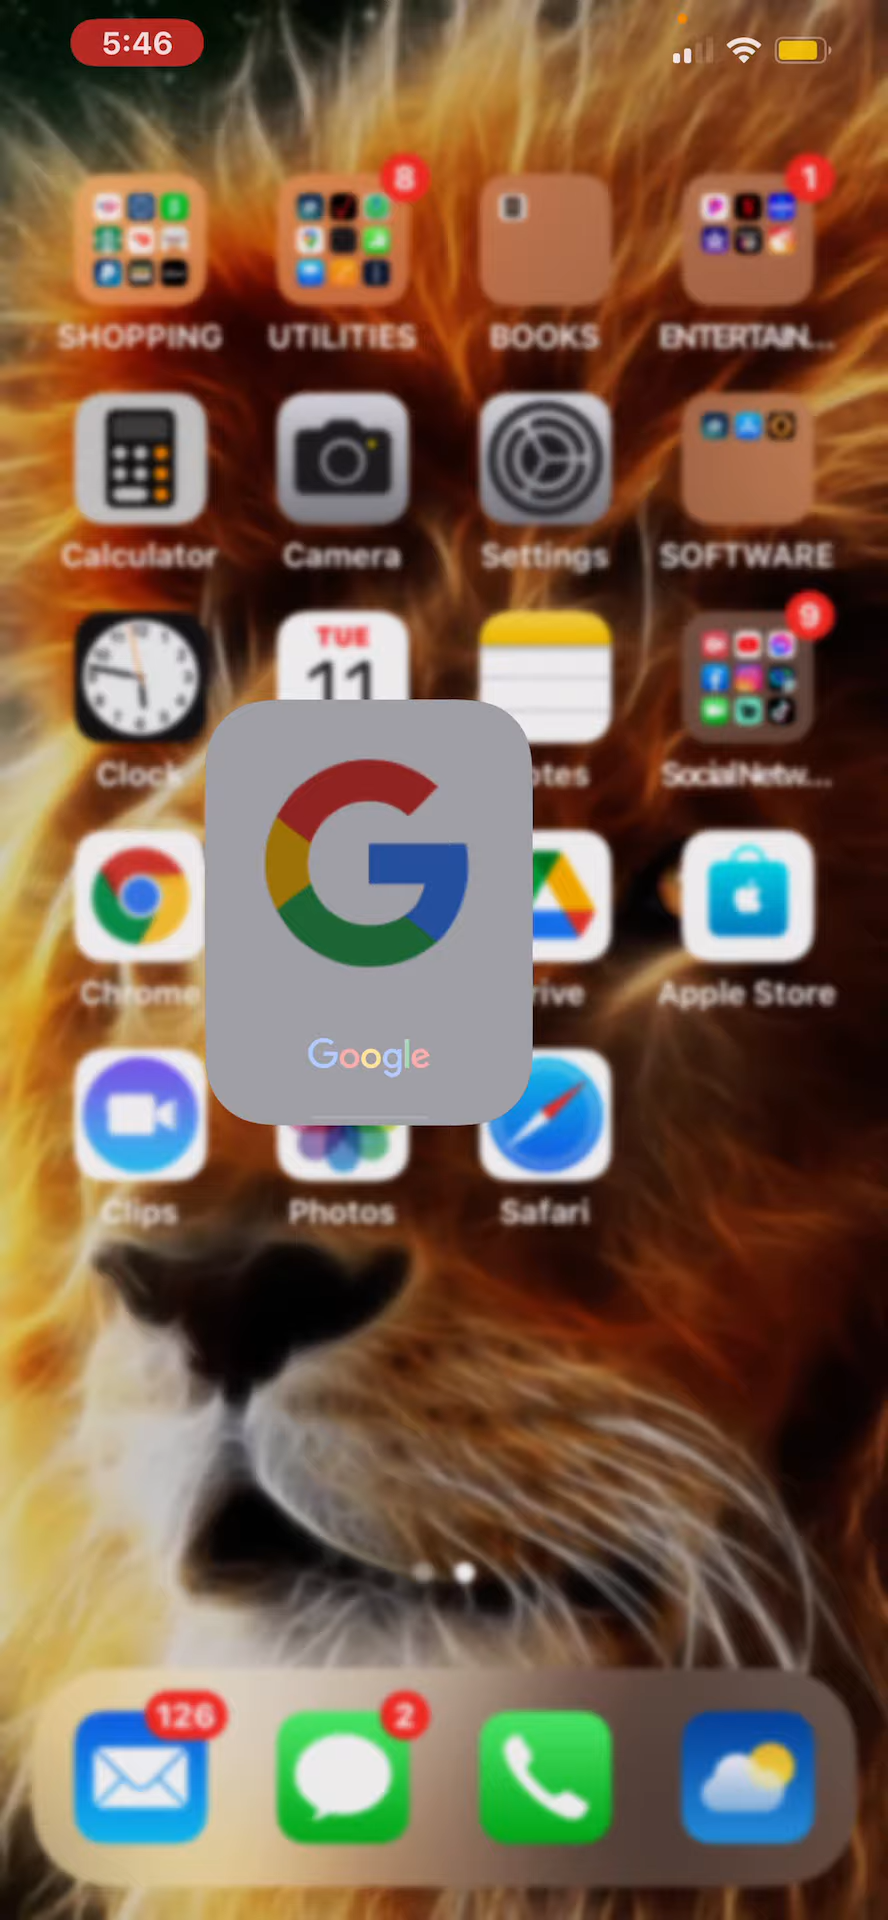 5:46
8
1
SHOPPING
UTILITIES
BOOKS
ENTERTAIN...
Calculator
Camera
Settings
SOFTWARE
TUE
11
9
Clock
otes
SocialNetw...
Chrome
rive
Apple Store
Google
Clips
Photos
Safari
126
2